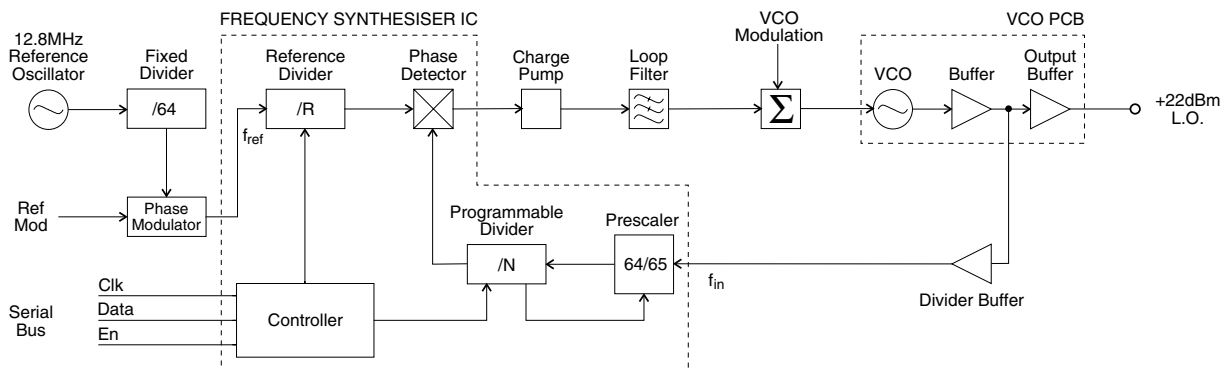 FREQUENCY SYNTHESISER IC
VCO
Modulation
VCO PCB
12.8MHz
Reference
Oscillator
Fixed
Divider
/64
Reference
Divider
/R
Phase
Detector
Charge
Pump
Loop
Filter
Σ
VCO
Buffer
Output
Buffer
+22dBm
L.O.
fref
Ref
Mod
Phase
Modulator
Programmable
Divider
/N
Prescaler
64/65
fin
Divider Buffer
Serial
Bus
Clk
Data
En
Controller